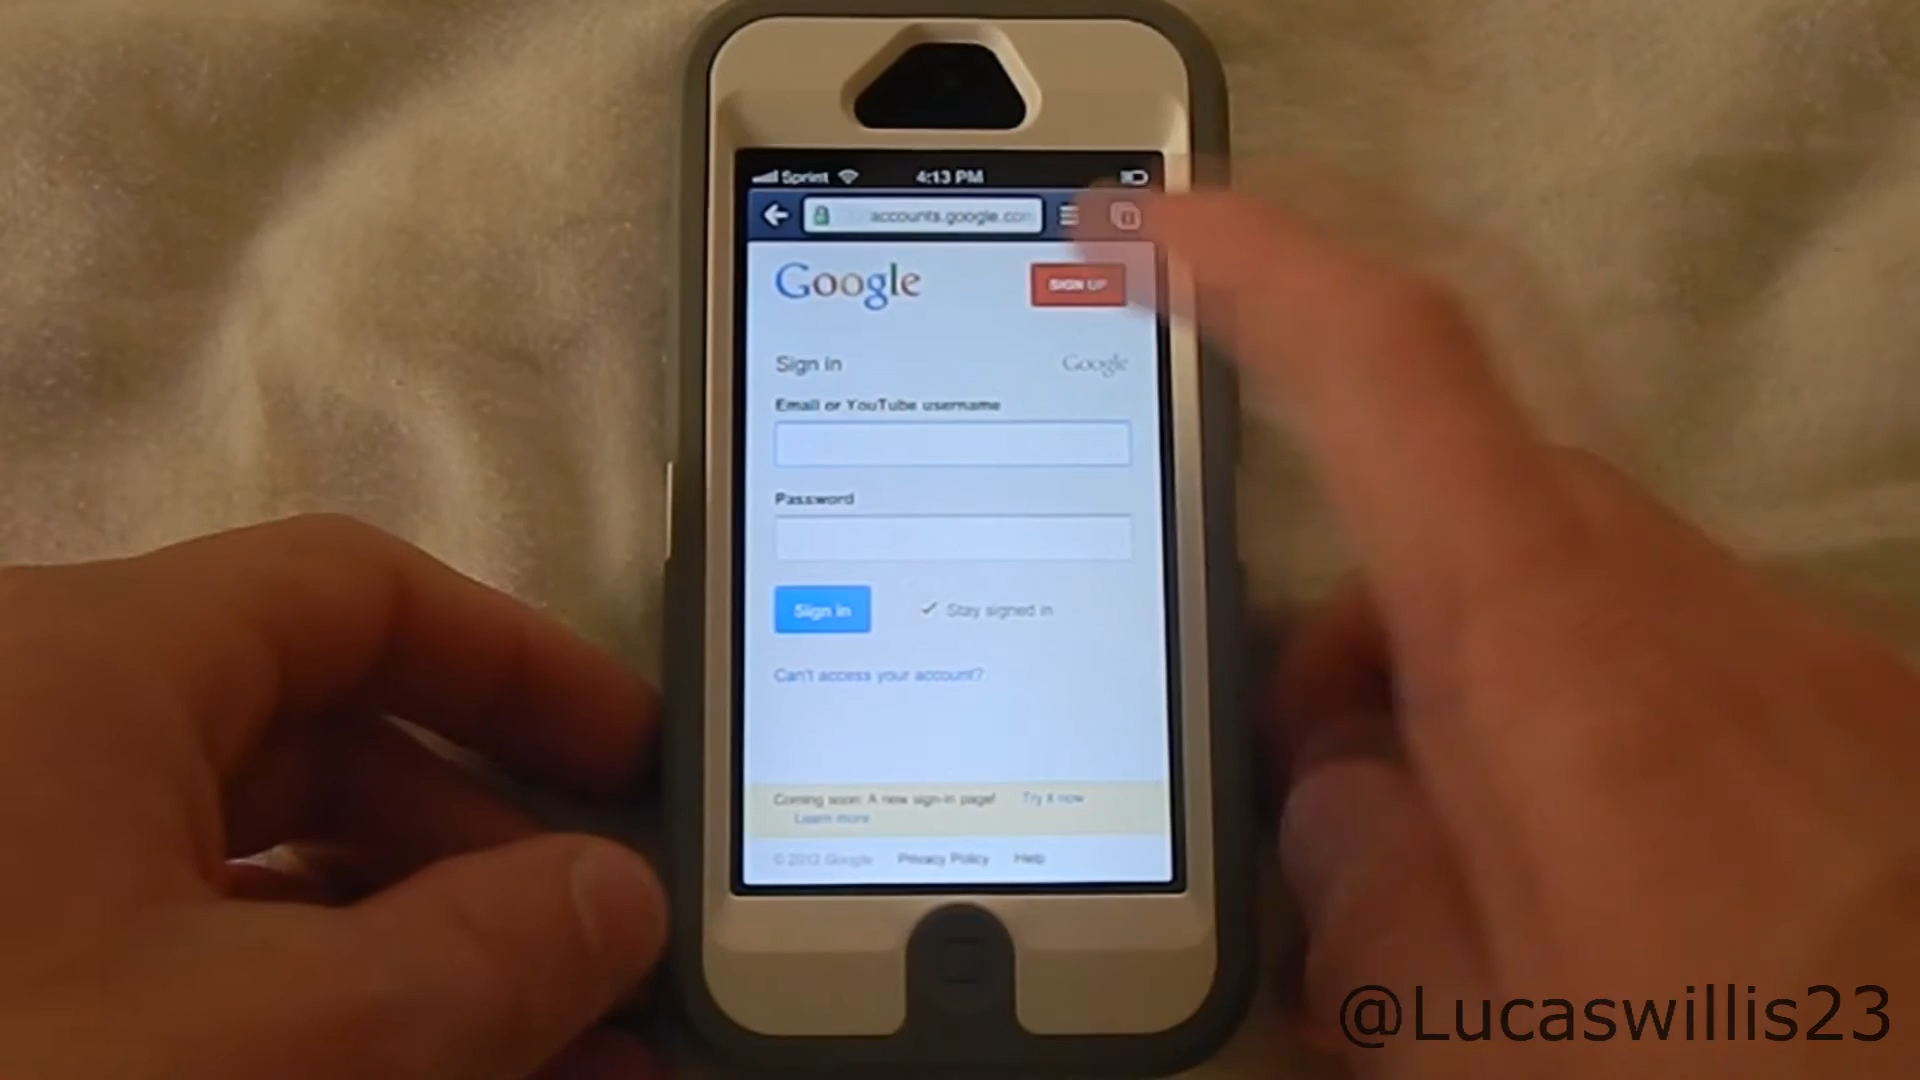 Sprint 4:13 PM
accounts.google.com
Google SIGN UP
Sign in Google
Email or YouTube username
Password
Sign in ✓ Stay signed in
Can't access your account?
Coming soon: A new sign-in page! Try it now
Learn more
© 2012 Google Privacy Policy Help
@Lucaswillis23